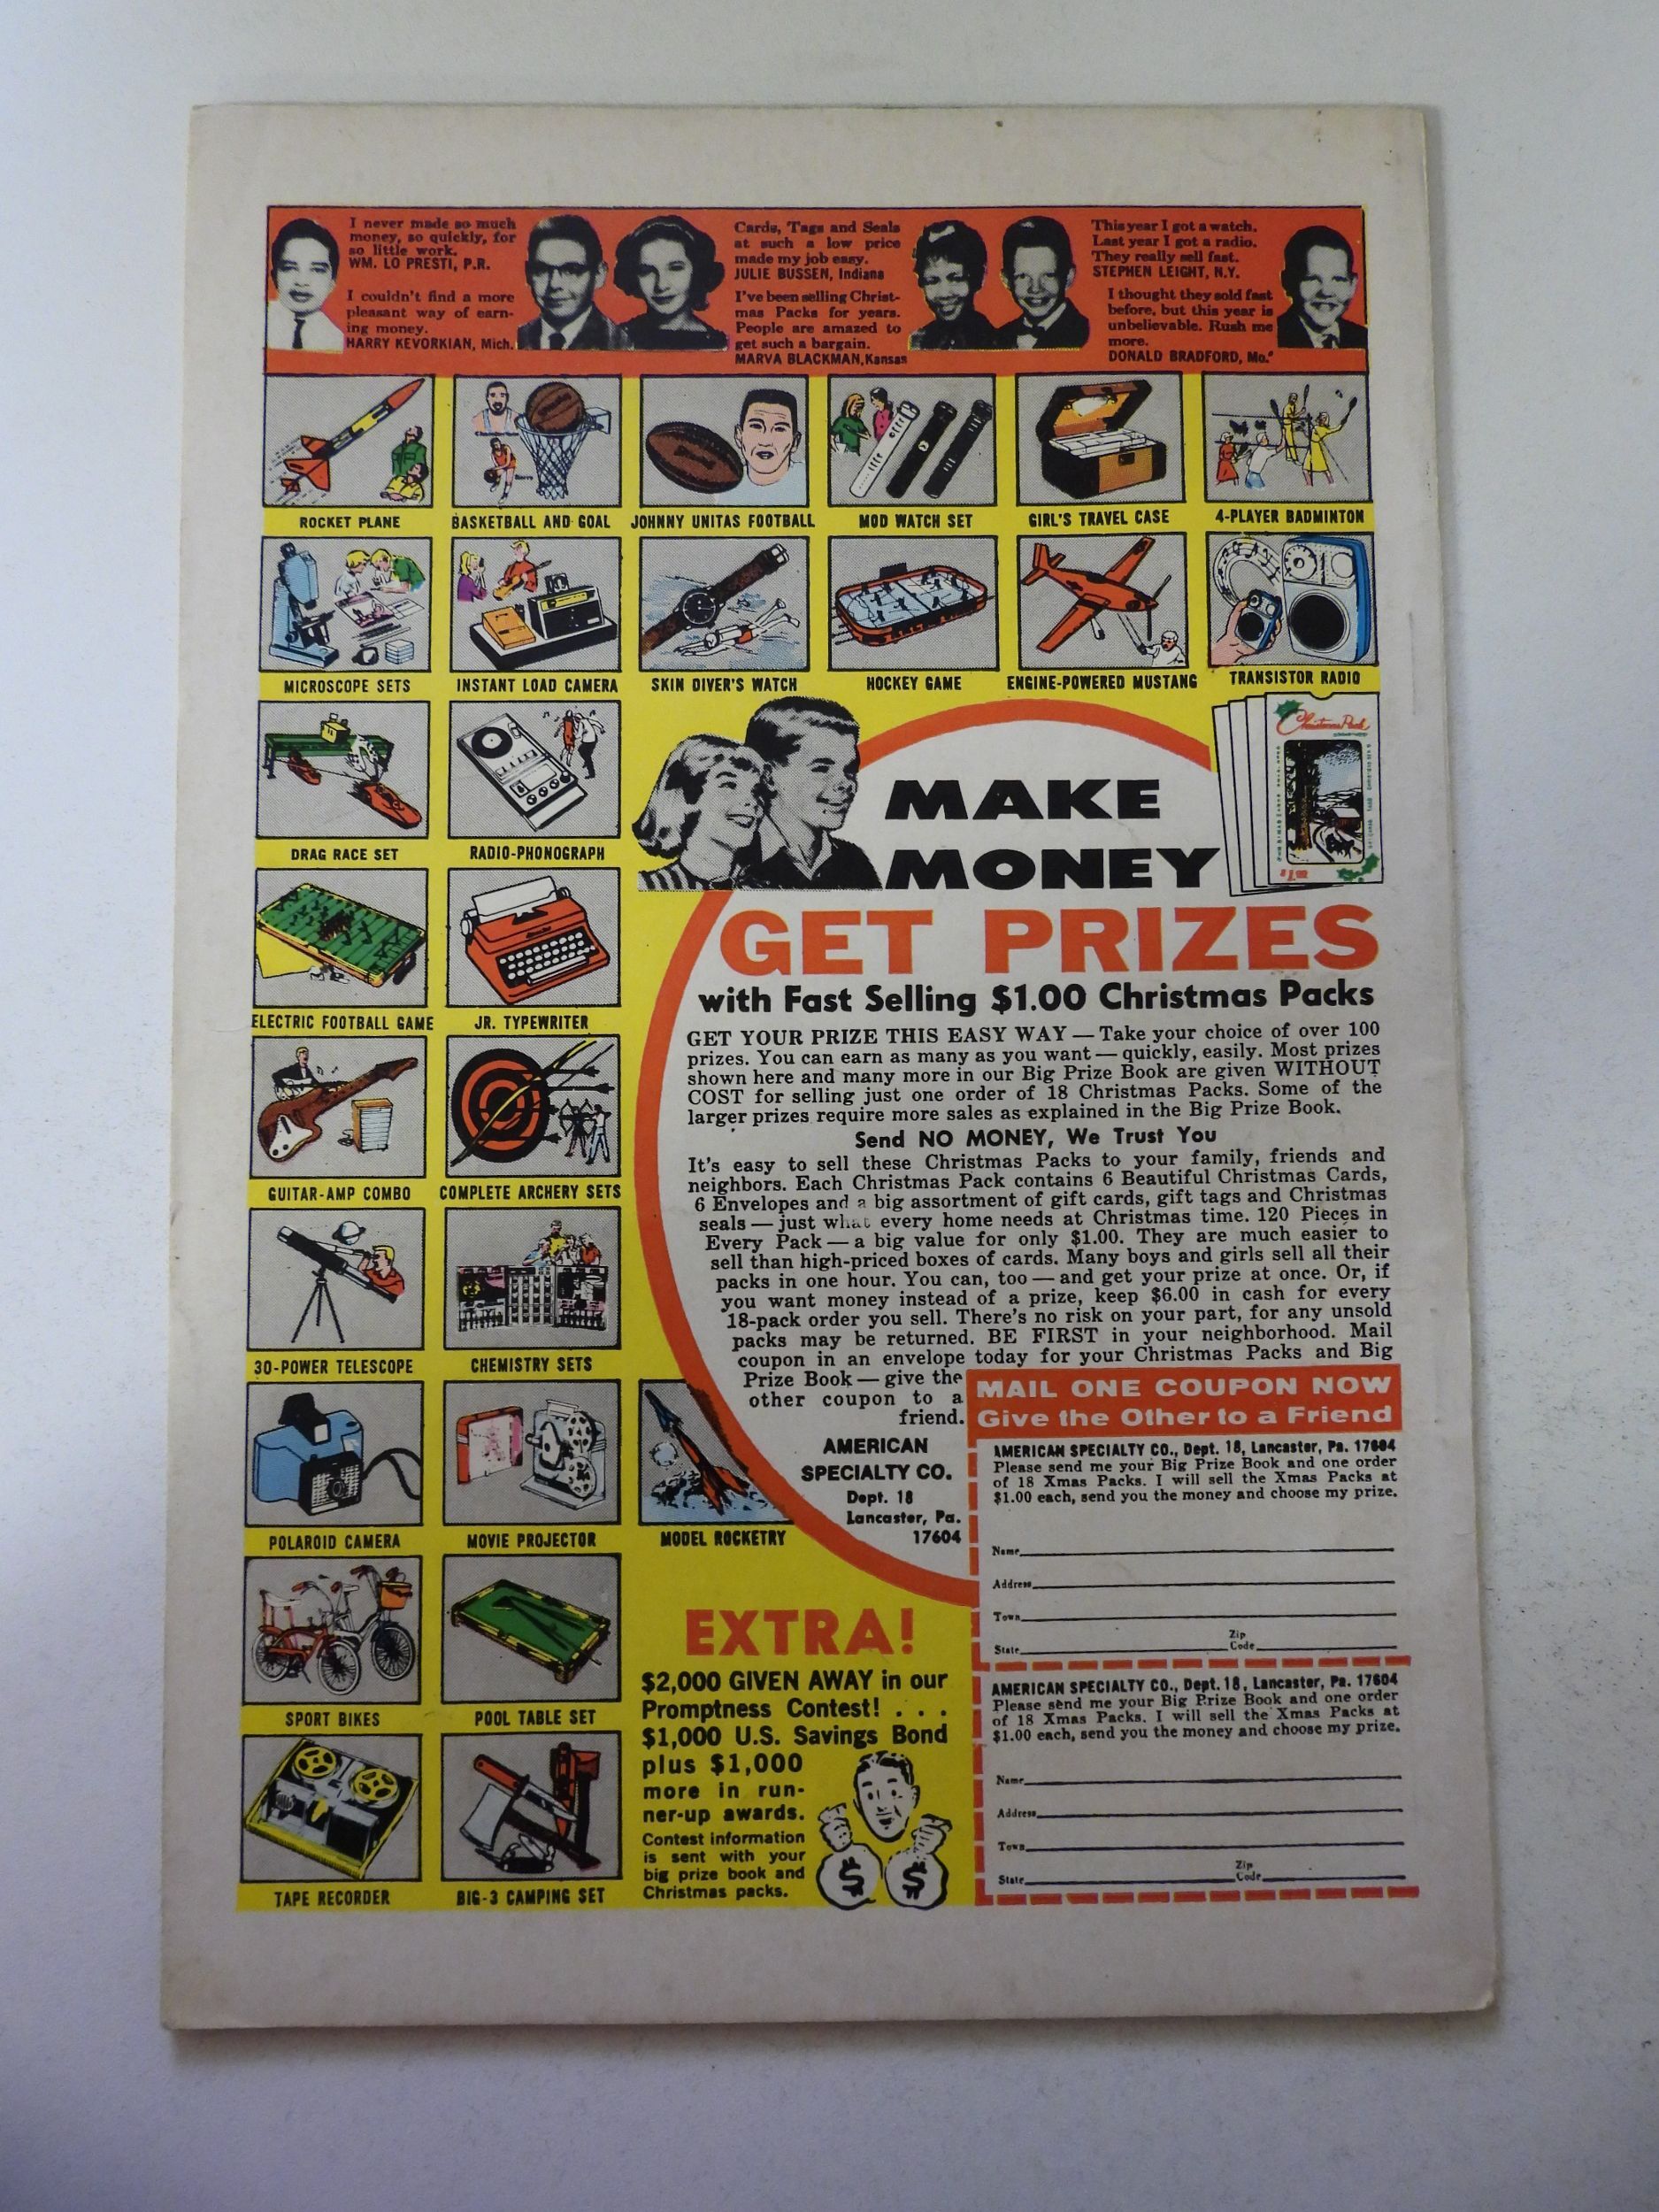 I never made so much
money, so quickly, for
so little work.
WM. LO PRESTI, P.R.
I couldn't find a more
pleasant way of earn-
ing money.
HARRY KEVORKIAN, Mich.
Cards, Tags and Seals
at such a low price
made my job easy.
JULIE BUSSEN, Indiana
I've been selling Christ-
mas Packs for years.
People are amazed to
get such a bargain.
MARVA BLACKMAN, Kansas
This year I got a watch.
Last year I got a radio.
They really sell fast.
STEPHEN LEIGHT, N.Y.
I thought they sold fast
before, but this year is
unbelievable. Rush me
more.
DONALD BRADFORD, Mo.
ROCKET PLANE
BASKETBALL AND GOAL
JOHNNY UNITAS FOOTBALL
MOD WATCH SET
GIRL'S TRAVEL CASE
4-PLAYER BADMINTON
MICROSCOPE SETS
INSTANT LOAD CAMERA
SKIN DIVER'S WATCH
HOCKEY GAME
ENGINE-POWERED MUSTANG
TRANSISTOR RADIO
DRAG RACE SET
RADIO-PHONOGRAPH
ELECTRIC FOOTBALL GAME
JR. TYPEWRITER
GUITAR-AMP COMBO
COMPLETE ARCHERY SETS
30-POWER TELESCOPE
CHEMISTRY SETS
POLAROID CAMERA
MOVIE PROJECTOR
MODEL ROCKETRY
SPORT BIKES
POOL TABLE SET
TAPE RECORDER
BIG-3 CAMPING SET
Christmas Pack
$1.00
MAKE
MONEY
GET PRIZES
with Fast Selling $1.00 Christmas Packs
GET YOUR PRIZE THIS EASY WAY — Take your choice of over 100
prizes. You can earn as many as you want — quickly, easily. Most prizes
shown here and many more in our Big Prize Book are given WITHOUT
COST for selling just one order of 18 Christmas Packs. Some of the
larger prizes require more sales as explained in the Big Prize Book.
Send NO MONEY, We Trust You
It's easy to sell these Christmas Packs to your family, friends and
neighbors. Each Christmas Pack contains 6 Beautiful Christmas Cards,
6 Envelopes and a big assortment of gift cards, gift tags and Christmas
seals — just what every home needs at Christmas time. 120 Pieces in
Every Pack — a big value for only $1.00. They are much easier to
sell than high-priced boxes of cards. Many boys and girls sell all their
packs in one hour. You can, too — and get your prize at once. Or, if
you want money instead of a prize, keep $6.00 in cash for every
18-pack order you sell. There's no risk on your part, for any unsold
packs may be returned. BE FIRST in your neighborhood. Mail
coupon in an envelope today for your Christmas Packs and Big
Prize Book — give the
other coupon to a
friend.
AMERICAN
SPECIALTY CO.
Dept. 18
Lancaster, Pa.
17604
EXTRA!
$2,000 GIVEN AWAY in our
Promptness Contest! . . .
$1,000 U.S. Savings Bond
plus $1,000
more in run-
ner-up awards.
Contest information
is sent with your
big prize book and
Christmas packs.
$ $
MAIL ONE COUPON NOW
Give the Other to a Friend
AMERICAN SPECIALTY CO., Dept. 18, Lancaster, Pa. 17604
Please send me your Big Prize Book and one order
of 18 Xmas Packs. I will sell the Xmas Packs at
$1.00 each, send you the money and choose my prize.
Name
Address
Town
State Zip Code
AMERICAN SPECIALTY CO., Dept. 18, Lancaster, Pa. 17604
Please send me your Big Prize Book and one order
of 18 Xmas Packs. I will sell the Xmas Packs at
$1.00 each, send you the money and choose my prize.
Name
Address
Town
State Zip Code